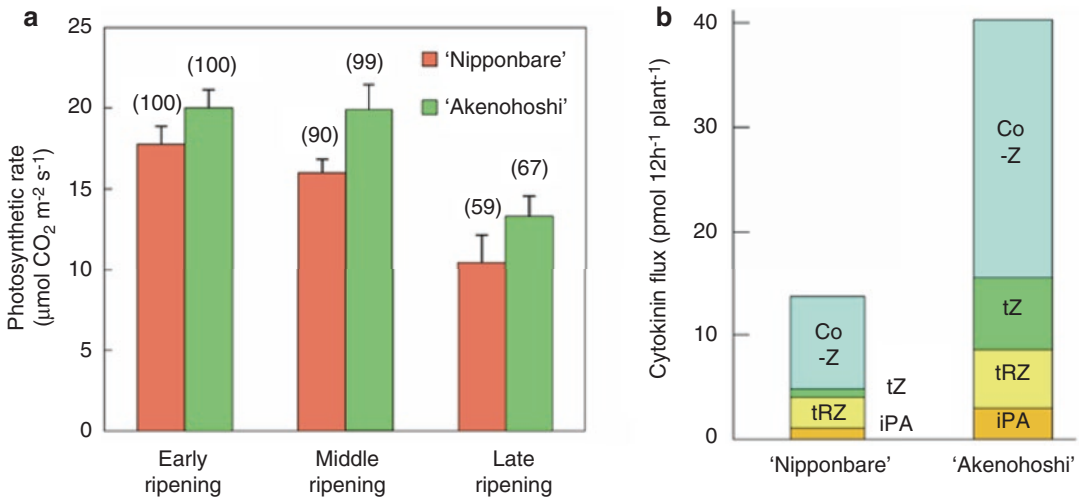 a
25
20
15
10
5
0
Photosynthetic rate
(μmol CO₂ m⁻² s⁻¹)
(100)
(100)
(90)
(99)
(59)
(67)
'Nipponbare'
'Akenohoshi'
Early
ripening
Middle
ripening
Late
ripening
b
40
30
20
10
0
Cytokinin flux (pmol 12h⁻¹ plant⁻¹)
Co
-Z
tZ
tRZ
iPA
Co
-Z
tZ
tRZ
iPA
'Nipponbare'
'Akenohoshi'